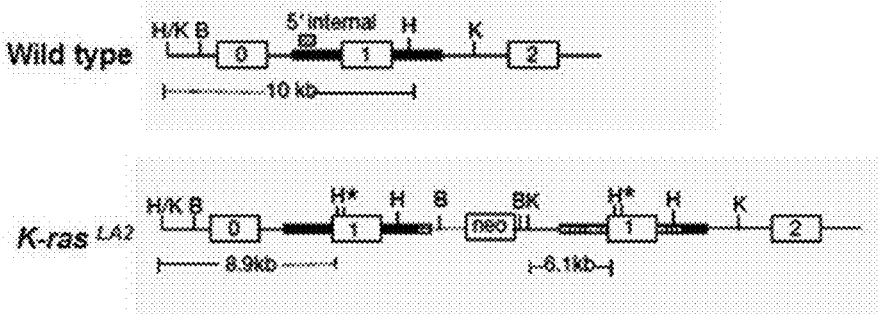 5' internal
H/K B H K
Wild type 0 1 2
10 kb
H/K B H* H B BK H* H K
K-ras LA2 0 1 neo 1 2
8.9kb 6.1kb